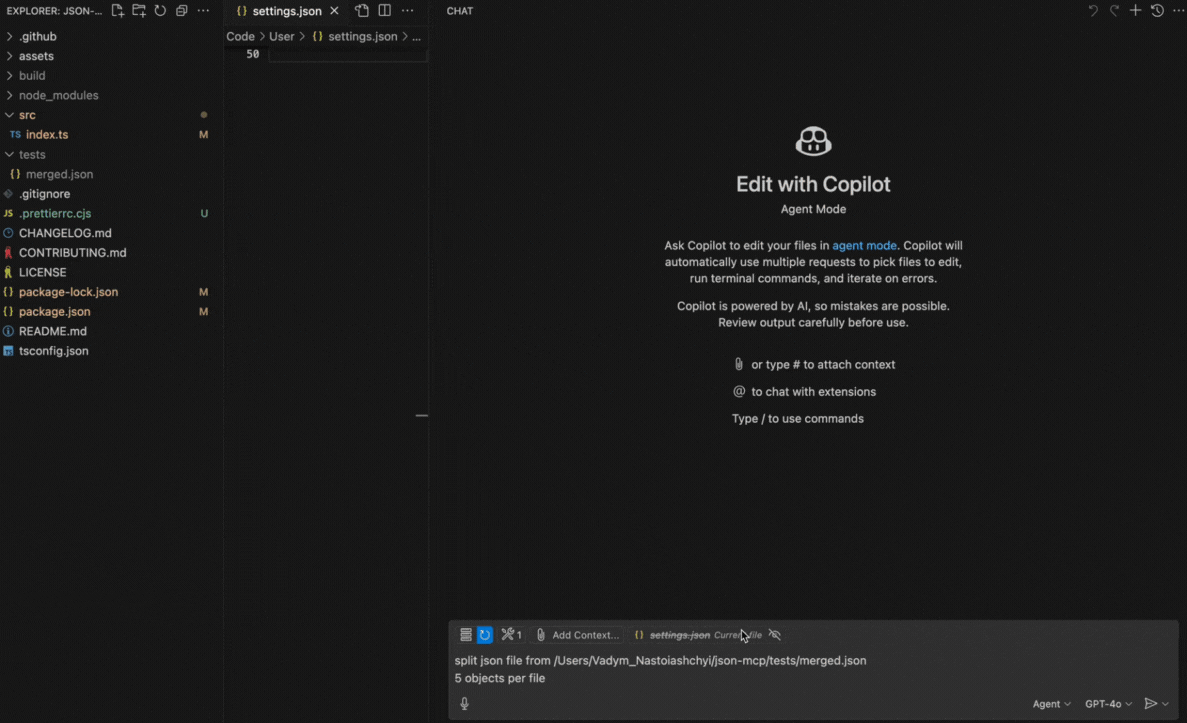 EXPLORER: JSON-...
.github
assets
build
node_modules
src
TS index.ts M
tests
{} merged.json
.gitignore
JS .prettierrc.cjs U
CHANGELOG.md
CONTRIBUTING.md
LICENSE
{} package-lock.json M
{} package.json M
README.md
tsconfig.json
{} settings.json
Code > User > {} settings.json > ...
50
CHAT
Edit with Copilot
Agent Mode
Ask Copilot to edit your files in agent mode. Copilot will
automatically use multiple requests to pick files to edit,
run terminal commands, and iterate on errors.
Copilot is powered by AI, so mistakes are possible.
Review output carefully before use.
or type # to attach context
@ to chat with extensions
Type / to use commands
1 Add Context... {} settings.json Current file
split json file from /Users/Vadym_Nastoiashchyi/json-mcp/tests/merged.json
5 objects per file
Agent GPT-4o